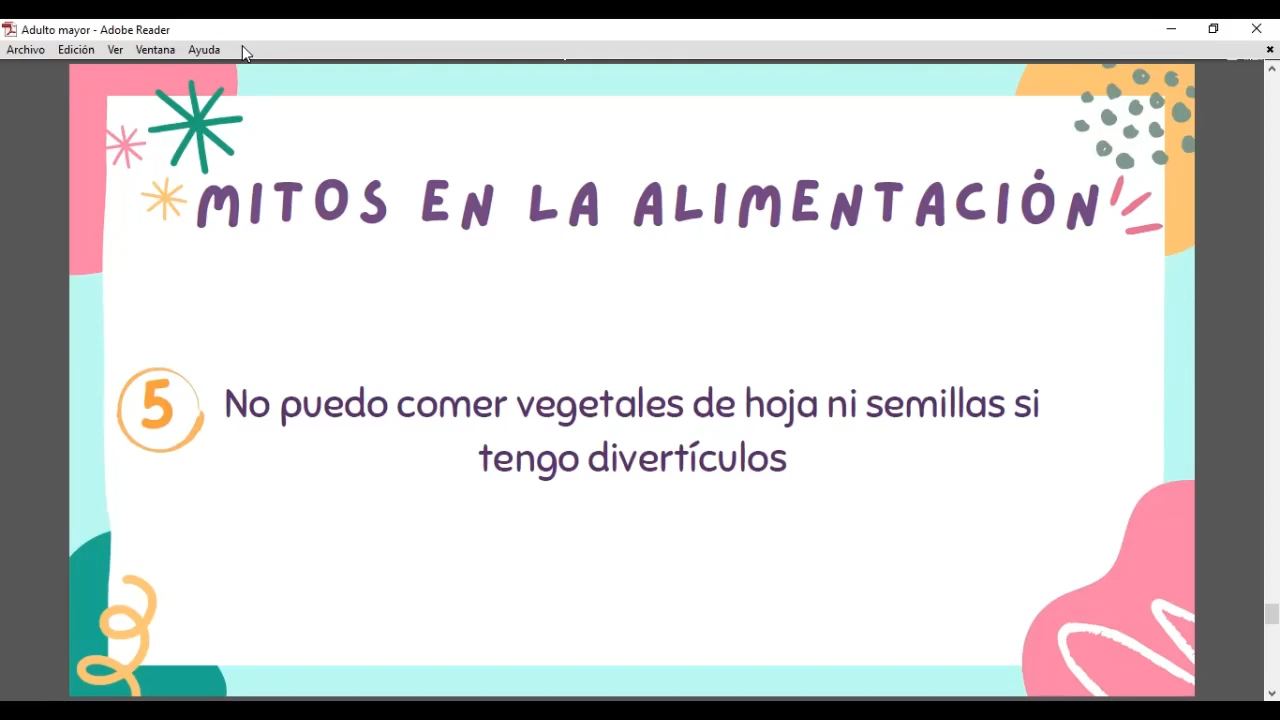 Adulto mayor - Adobe Reader
Archivo Edición Ver Ventana Ayuda
MITOS EN LA ALIMENTACIÓN
5 No puedo comer vegetales de hoja ni semillas si
tengo divertículos